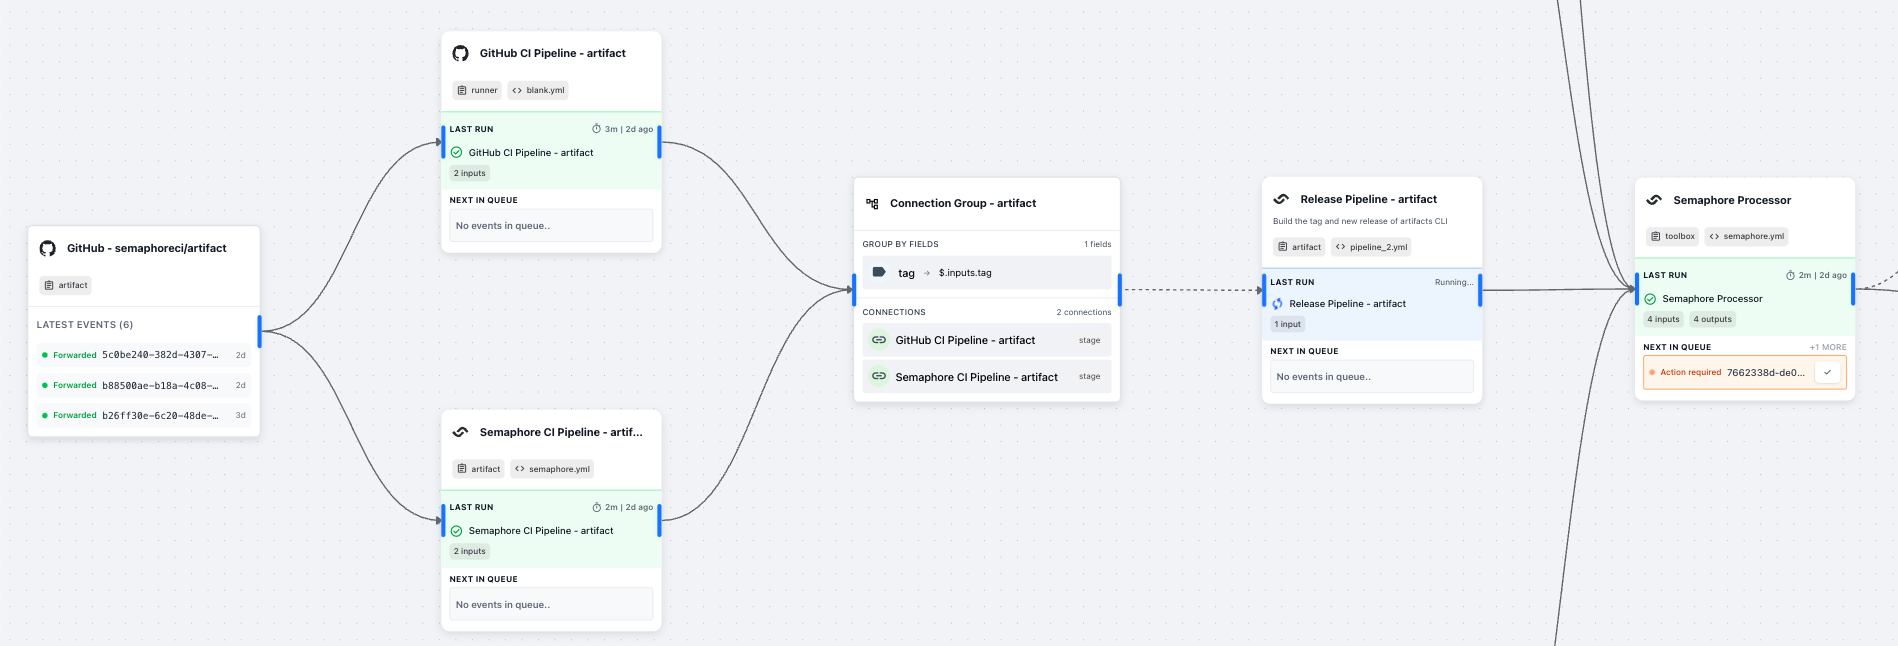 GitHub - semaphoreci/artifact
artifact
LATEST EVENTS (6)
Forwarded 5c0be240-382d-4307-... 2d
Forwarded b88500ae-b18a-4c08-... 2d
Forwarded b26ff30e-6c20-48de-... 3d
GitHub CI Pipeline - artifact
runner <> blank.yml
LAST RUN 3m | 2d ago
GitHub CI Pipeline - artifact
2 inputs
NEXT IN QUEUE
No events in queue..
Semaphore CI Pipeline - artif...
artifact <> semaphore.yml
LAST RUN 2m | 2d ago
Semaphore CI Pipeline - artifact
2 inputs
NEXT IN QUEUE
No events in queue..
Connection Group - artifact
GROUP BY FIELDS 1 fields
tag → $.inputs.tag
CONNECTIONS 2 connections
GitHub CI Pipeline - artifact stage
Semaphore CI Pipeline - artifact stage
Release Pipeline - artifact
Build the tag and new release of artifacts CLI
artifact <> pipeline_2.yml
LAST RUN Running...
Release Pipeline - artifact
1 input
NEXT IN QUEUE
No events in queue..
Semaphore Processor
toolbox <> semaphore.yml
LAST RUN 2m | 2d ago
Semaphore Processor
4 inputs 4 outputs
NEXT IN QUEUE +1 MORE
Action required 7662338d-de0...